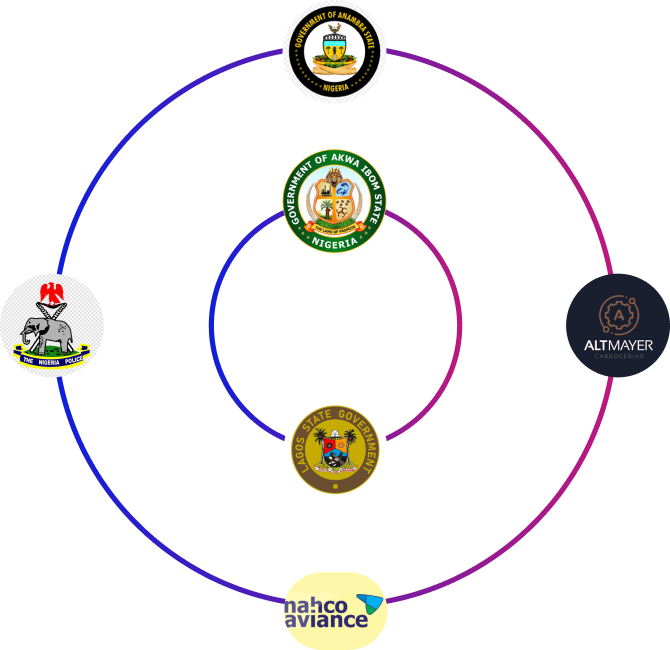 GOVERNMENT OF ANAMBRA STATE
NIGERIA
GOVERNMENT OF AKWA IBOM STATE
THE LAND OF PROMISE
NIGERIA
THE NIGERIA POLICE
ALTMAYER
CARROCERIAS
LAGOS STATE GOVERNMENT
nahco
aviance